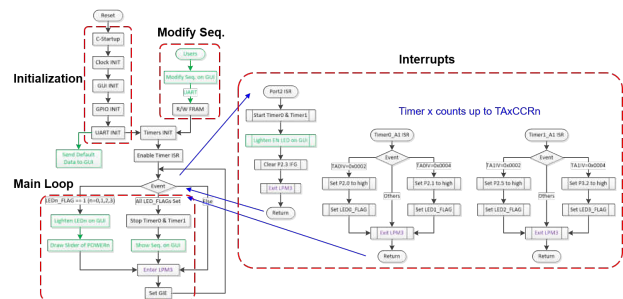 Reset
C-Startup
Clock INIT
GUI INIT
GPIO INIT
UART INIT
Send Default
Data to GUI
Initialization
Modify Seq.
Users
Modify Seq. on GUI
UART
R/W FRAM
Timers INIT
Enable Timer ISR
Main Loop
Event
LEDn_FLAG == 1 (n=0,1,2,3)
All LED_FLAGs Set
Else
Lighten LEDn on GUI
Stop Timer0 & Timer1
Draw Slider of POWERn
Show Seq. on GUI
Enter LPM3
Set GIE
Interrupts
Port2 ISR
Start Timer0 & Timer1
Lighten EN LED on GUI
Clear P2.3 IFG
Exit LPM3
Return
Timer x counts up to TAxCCRn
Timer0_A1 ISR
Event
TA0IV=0x0002
TA0IV=0x0004
Set P2.0 to high
Set P2.1 to high
Others
Set LED0_FLAG
Set LED1_FLAG
Exit LPM3
Return
Timer1_A1 ISR
Event
TA1IV=0x0002
TA1IV=0x0004
Set P2.5 to high
Set P3.2 to high
Others
Set LED2_FLAG
Set LED3_FLAG
Exit LPM3
Return